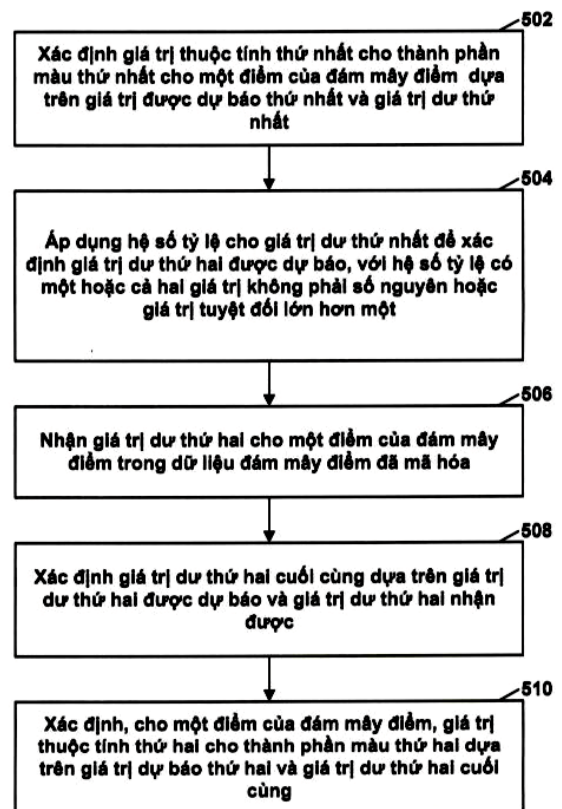 502
Xác định giá trị thuộc tính thứ nhất cho thành phần
màu thứ nhất cho một điểm của đám mây điểm dựa
trên giá trị được dự báo thứ nhất và giá trị dư thứ
nhất
504
Áp dụng hệ số tỷ lệ cho giá trị dư thứ nhất để xác
định giá trị dư thứ hai được dự báo, với hệ số tỷ lệ có
một hoặc cả hai giá trị không phải số nguyên hoặc
giá trị tuyệt đối lớn hơn một
506
Nhận giá trị dư thứ hai cho một điểm của đám mây
điểm trong dữ liệu đám mây điểm đã mã hóa
508
Xác định giá trị dư thứ hai cuối cùng dựa trên giá trị
dư thứ hai được dự báo và giá trị dư thứ hai nhận
được
510
Xác định, cho một điểm của đám mây điểm, giá trị
thuộc tính thứ hai cho thành phần màu thứ hai dựa
trên giá trị dự báo thứ hai và giá trị dư thứ hai cuối
cùng